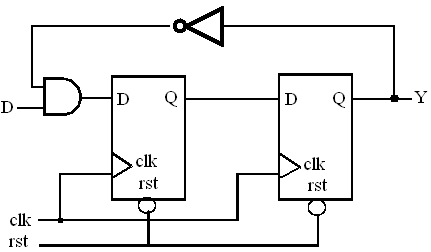 D Q D Q Y
D
clk clk
rst rst
clk
rst